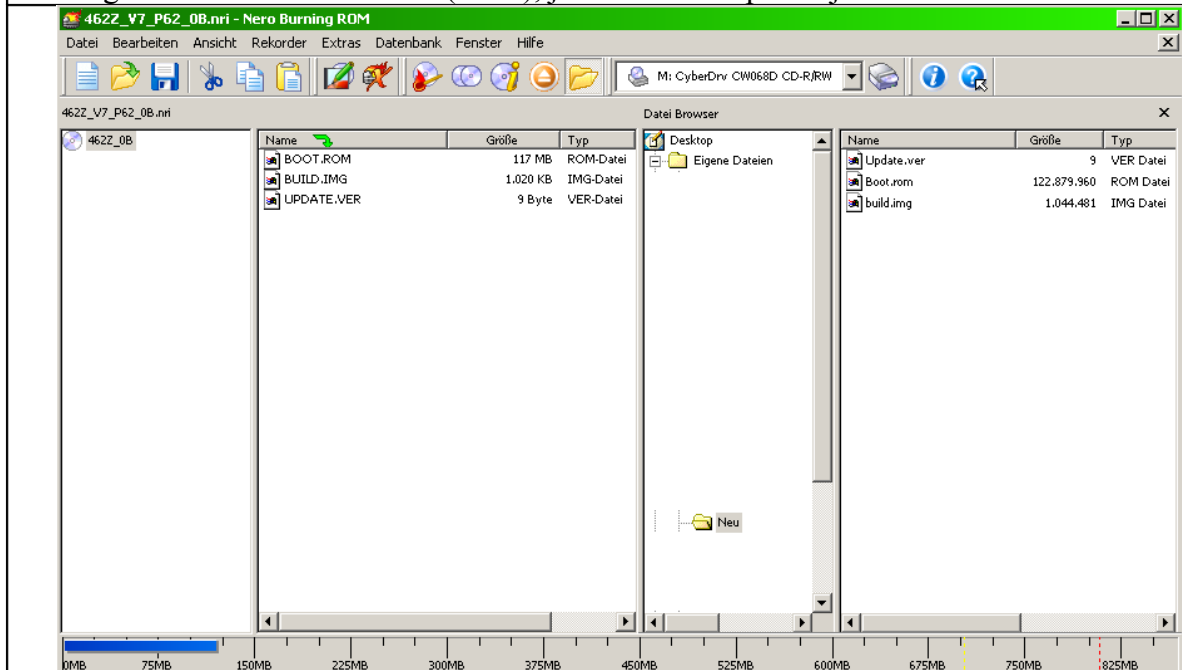 462Z_V7_P62_0B.nri - Nero Burning ROM
Datei Bearbeiten Ansicht Rekorder Extras Datenbank Fenster Hilfe
M: CyberDrv CW068D CD-R/RW
462Z_V7_P62_0B.nri Datei Browser
462Z_0B
Name Größe Typ
BOOT.ROM 117 MB ROM-Datei
BUILD.IMG 1.020 KB IMG-Datei
UPDATE.VER 9 Byte VER-Datei
Desktop
Eigene Dateien
Neu
Name Größe Typ
Update.ver 9 VER Datei
Boot.rom 122.879.960 ROM Datei
build.img 1.044.481 IMG Datei
0MB 75MB 150MB 225MB 300MB 375MB 450MB 525MB 600MB 675MB 750MB 825MB